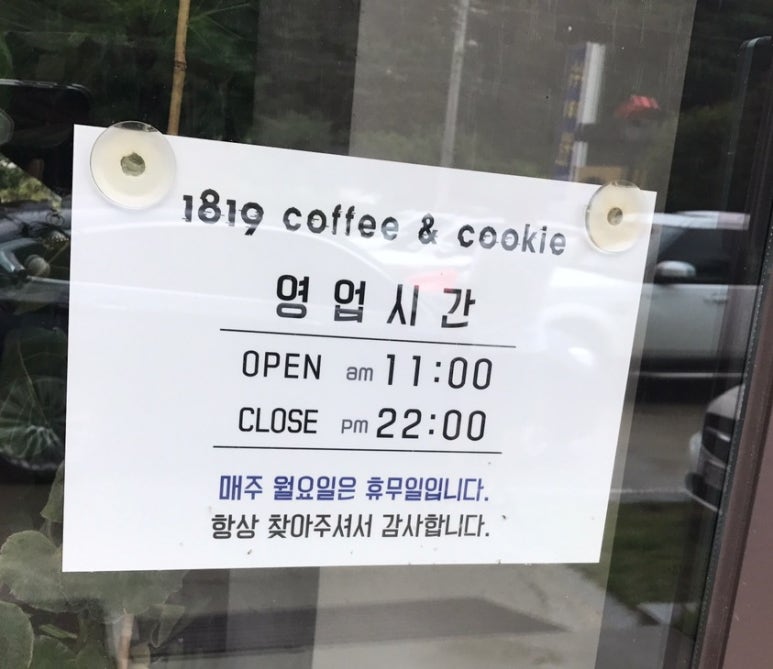 1819 coffee & cookie
영업시간
OPEN am 11:00
CLOSE pm 22:00
매주 월요일은 휴무일입니다.
항상 찾아주셔서 감사합니다.